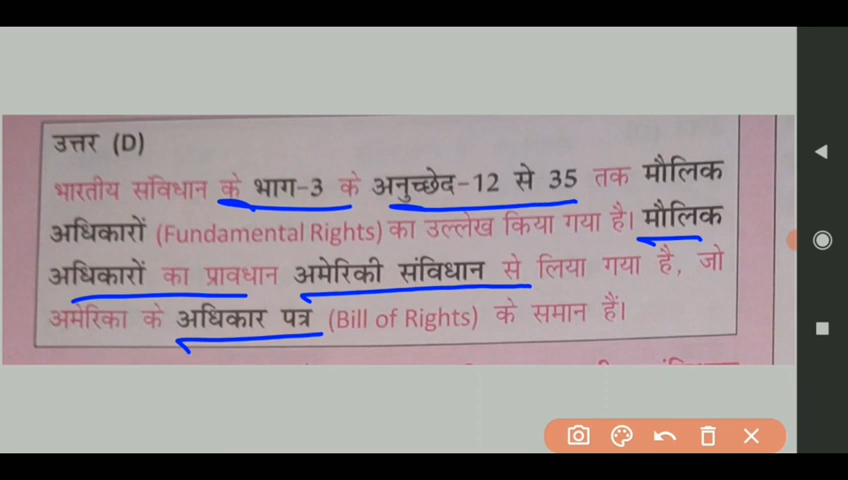 उत्तर (D)
भारतीय संविधान के भाग-3 के अनुच्छेद-12 से 35 तक मौलिक
अधिकारों (Fundamental Rights) का उल्लेख किया गया है। मौलिक
अधिकारों का प्रावधान अमेरिकी संविधान से लिया गया है, जो
अमेरिका के अधिकार पत्र (Bill of Rights) के समान हैं।